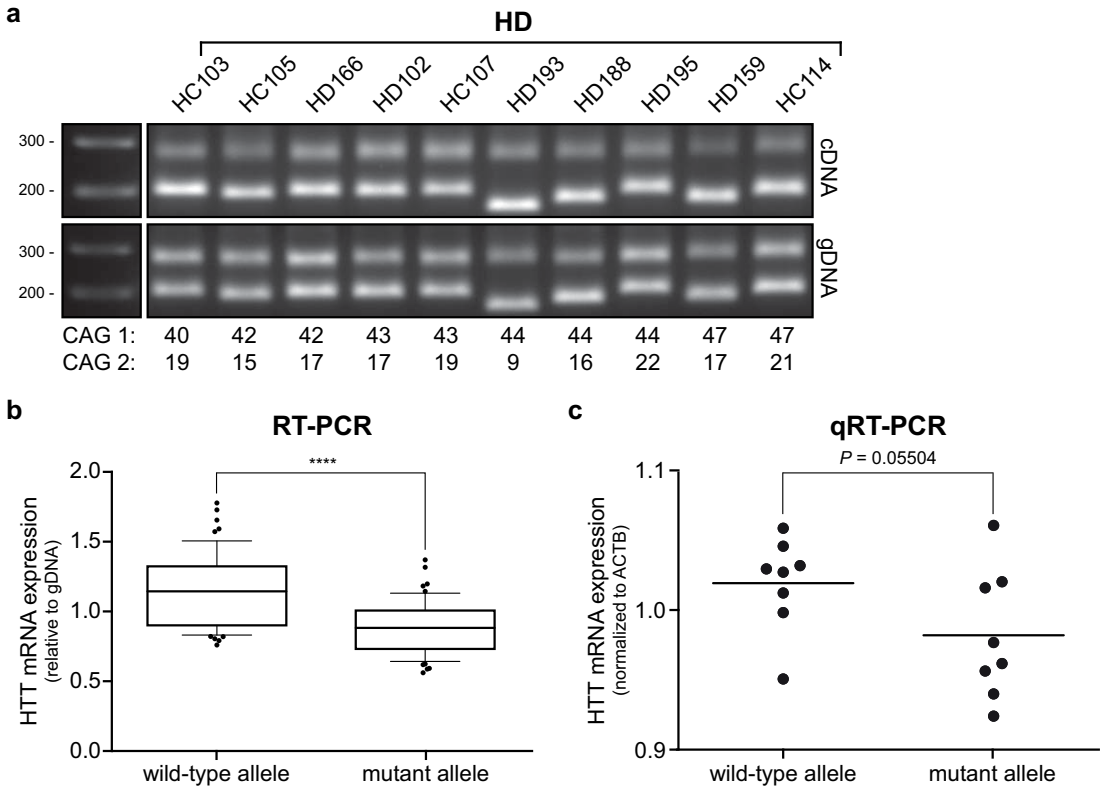 a
HD
HC103 HC105 HD166 HD102 HC107 HD193 HD188 HD195 HD159 HC114
300 -
200 -
cDNA
300 -
200 -
gDNA
CAG 1: 40 42 42 43 43 44 44 44 47 47
CAG 2: 19 15 17 17 19 9 16 22 17 21
b
RT-PCR
****
HTT mRNA expression
(relative to gDNA)
2.0
1.5
1.0
0.5
0.0
wild-type allele mutant allele
c
qRT-PCR
P = 0.05504
HTT mRNA expression
(normalized to ACTB)
1.1
1.0
0.9
wild-type allele mutant allele